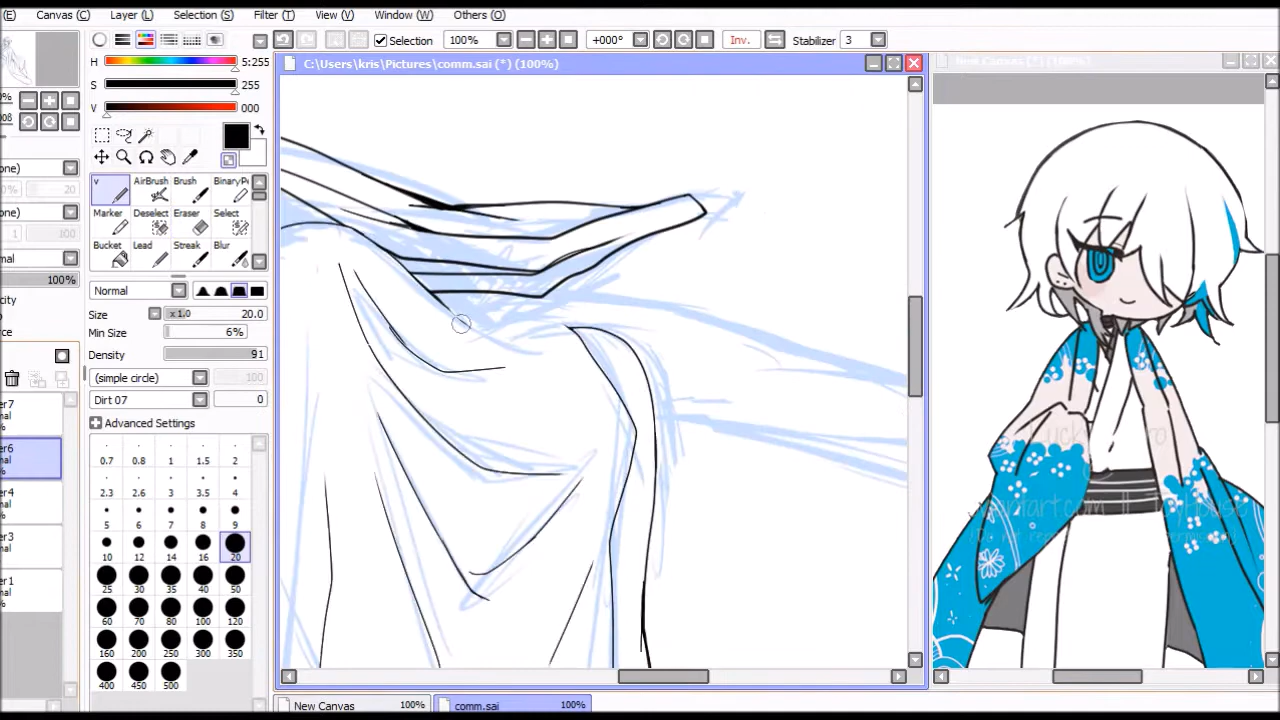 (E) Canvas (C) Layer (L) Selection (S) Filter (T) View (V) Window (W) Others (O)
Selection 100% +000° Inv. Stabilizer 3
H 5:255
S 255
V 000
C:\Users\kris\Pictures\comm.sai (*) (100%)
New Canvas (*) (100%)
v AirBrush Brush BinaryPe
Marker Deselect Eraser Select
Bucket Lead Streak Blur
Normal
Size x 1.0 20.0
Min Size 6%
Density 91
(simple circle) 100
Dirt 07 0
Advanced Settings
0.7 0.8 1 1.5 2
2.3 2.6 3 3.5 4
5 6 7 8 9
10 12 14 16 20
25 30 35 40 50
60 70 80 100 120
160 200 250 300 350
400 450 500
100%
New Canvas 100% comm.sai 100%